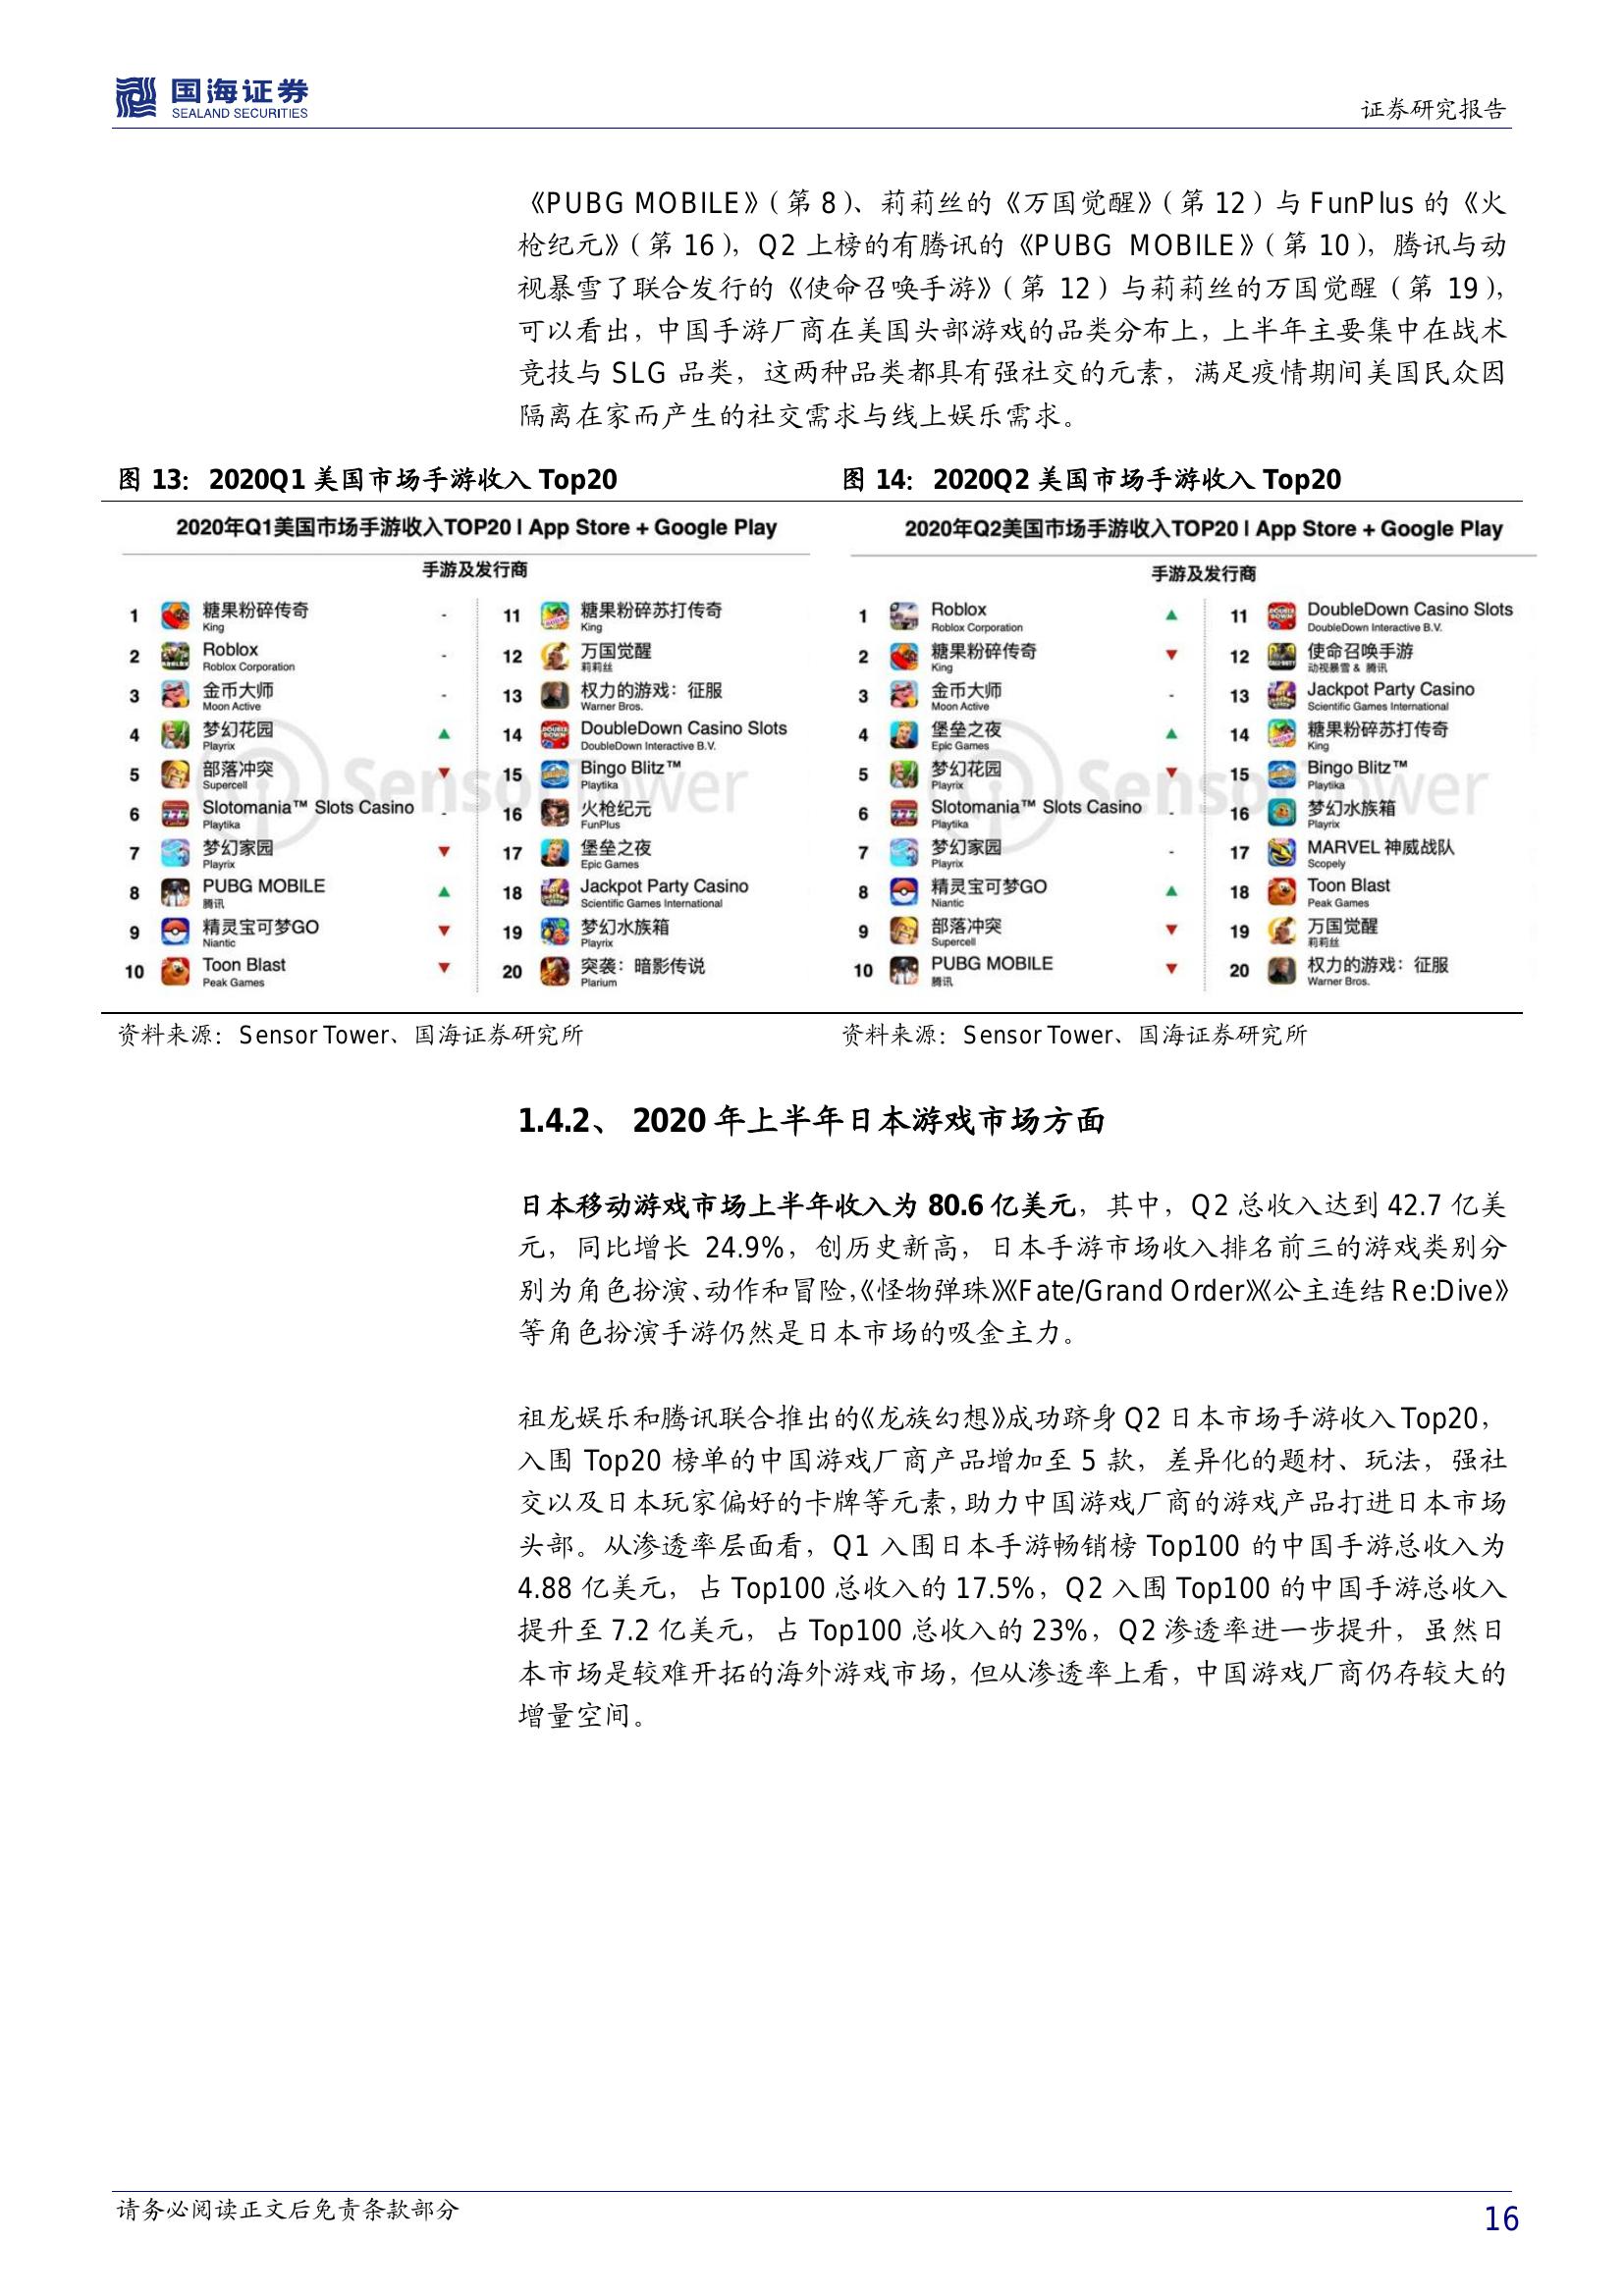 国海证券
SEALAND SECURITIES
证券研究报告
《PUBG MOBILE》（第 8）、莉莉丝的《万国觉醒》（第 12）与 FunPlus 的《火
枪纪元》（第 16），Q2 上榜的有腾讯的《PUBG MOBILE》（第 10），腾讯与动
视暴雪了联合发行的《使命召唤手游》（第 12）与莉莉丝的万国觉醒（第 19），
可以看出，中国手游厂商在美国头部游戏的品类分布上，上半年主要集中在战术
竞技与 SLG 品类，这两种品类都具有强社交的元素，满足疫情期间美国民众因
隔离在家而产生的社交需求与线上娱乐需求。
图 13：2020Q1 美国市场手游收入 Top20
2020年Q1美国市场手游收入TOP20 | App Store + Google Play
手游及发行商
1 糖果粉碎传奇 -
King
2 Roblox -
Roblox Corporation
3 金币大师 -
Moon Active
4 梦幻花园 ▲
Playrix
5 部落冲突 ▼
Supercell
6 Slotomania™ Slots Casino -
Playtika
7 梦幻家园 ▼
Playrix
8 PUBG MOBILE ▲
腾讯
9 精灵宝可梦GO ▼
Niantic
10 Toon Blast ▼
Peak Games
11 糖果粉碎苏打传奇
King
12 万国觉醒
莉莉丝
13 权力的游戏：征服
Warner Bros.
14 DoubleDown Casino Slots
DoubleDown Interactive B.V.
15 Bingo Blitz™
Playtika
16 火枪纪元
FunPlus
17 堡垒之夜
Epic Games
18 Jackpot Party Casino
Scientific Games International
19 梦幻水族箱
Playrix
20 突袭：暗影传说
Plarium
SensorTower
资料来源：Sensor Tower、国海证券研究所
图 14：2020Q2 美国市场手游收入 Top20
2020年Q2美国市场手游收入TOP20 | App Store + Google Play
手游及发行商
1 Roblox ▲
Roblox Corporation
2 糖果粉碎传奇 ▼
King
3 金币大师 -
Moon Active
4 堡垒之夜 ▲
Epic Games
5 梦幻花园 ▼
Playrix
6 Slotomania™ Slots Casino -
Playtika
7 梦幻家园 -
Playrix
8 精灵宝可梦GO ▲
Niantic
9 部落冲突 ▼
Supercell
10 PUBG MOBILE ▼
腾讯
11 DoubleDown Casino Slots
DoubleDown Interactive B.V.
12 使命召唤手游
动视暴雪 & 腾讯
13 Jackpot Party Casino
Scientific Games International
14 糖果粉碎苏打传奇
King
15 Bingo Blitz™
Playtika
16 梦幻水族箱
Playrix
17 MARVEL 神威战队
Scopely
18 Toon Blast
Peak Games
19 万国觉醒
莉莉丝
20 权力的游戏：征服
Warner Bros.
SensorTower
资料来源：Sensor Tower、国海证券研究所
1.4.2、 2020 年上半年日本游戏市场方面
日本移动游戏市场上半年收入为 80.6 亿美元，其中，Q2 总收入达到 42.7 亿美
元，同比增长 24.9%，创历史新高，日本手游市场收入排名前三的游戏类别分
别为角色扮演、动作和冒险，《怪物弹珠》《Fate/Grand Order》《公主连结 Re:Dive》
等角色扮演手游仍然是日本市场的吸金主力。
祖龙娱乐和腾讯联合推出的《龙族幻想》成功跻身 Q2 日本市场手游收入 Top20，
入围 Top20 榜单的中国游戏厂商产品增加至 5 款，差异化的题材、玩法，强社
交以及日本玩家偏好的卡牌等元素，助力中国游戏厂商的游戏产品打进日本市场
头部。从渗透率层面看，Q1 入围日本手游畅销榜 Top100 的中国手游总收入为
4.88 亿美元，占 Top100 总收入的 17.5%，Q2 入围 Top100 的中国手游总收入
提升至 7.2 亿美元，占 Top100 总收入的 23%，Q2 渗透率进一步提升，虽然日
本市场是较难开拓的海外游戏市场，但从渗透率上看，中国游戏厂商仍存较大的
增量空间。
请务必阅读正文后免责条款部分
16